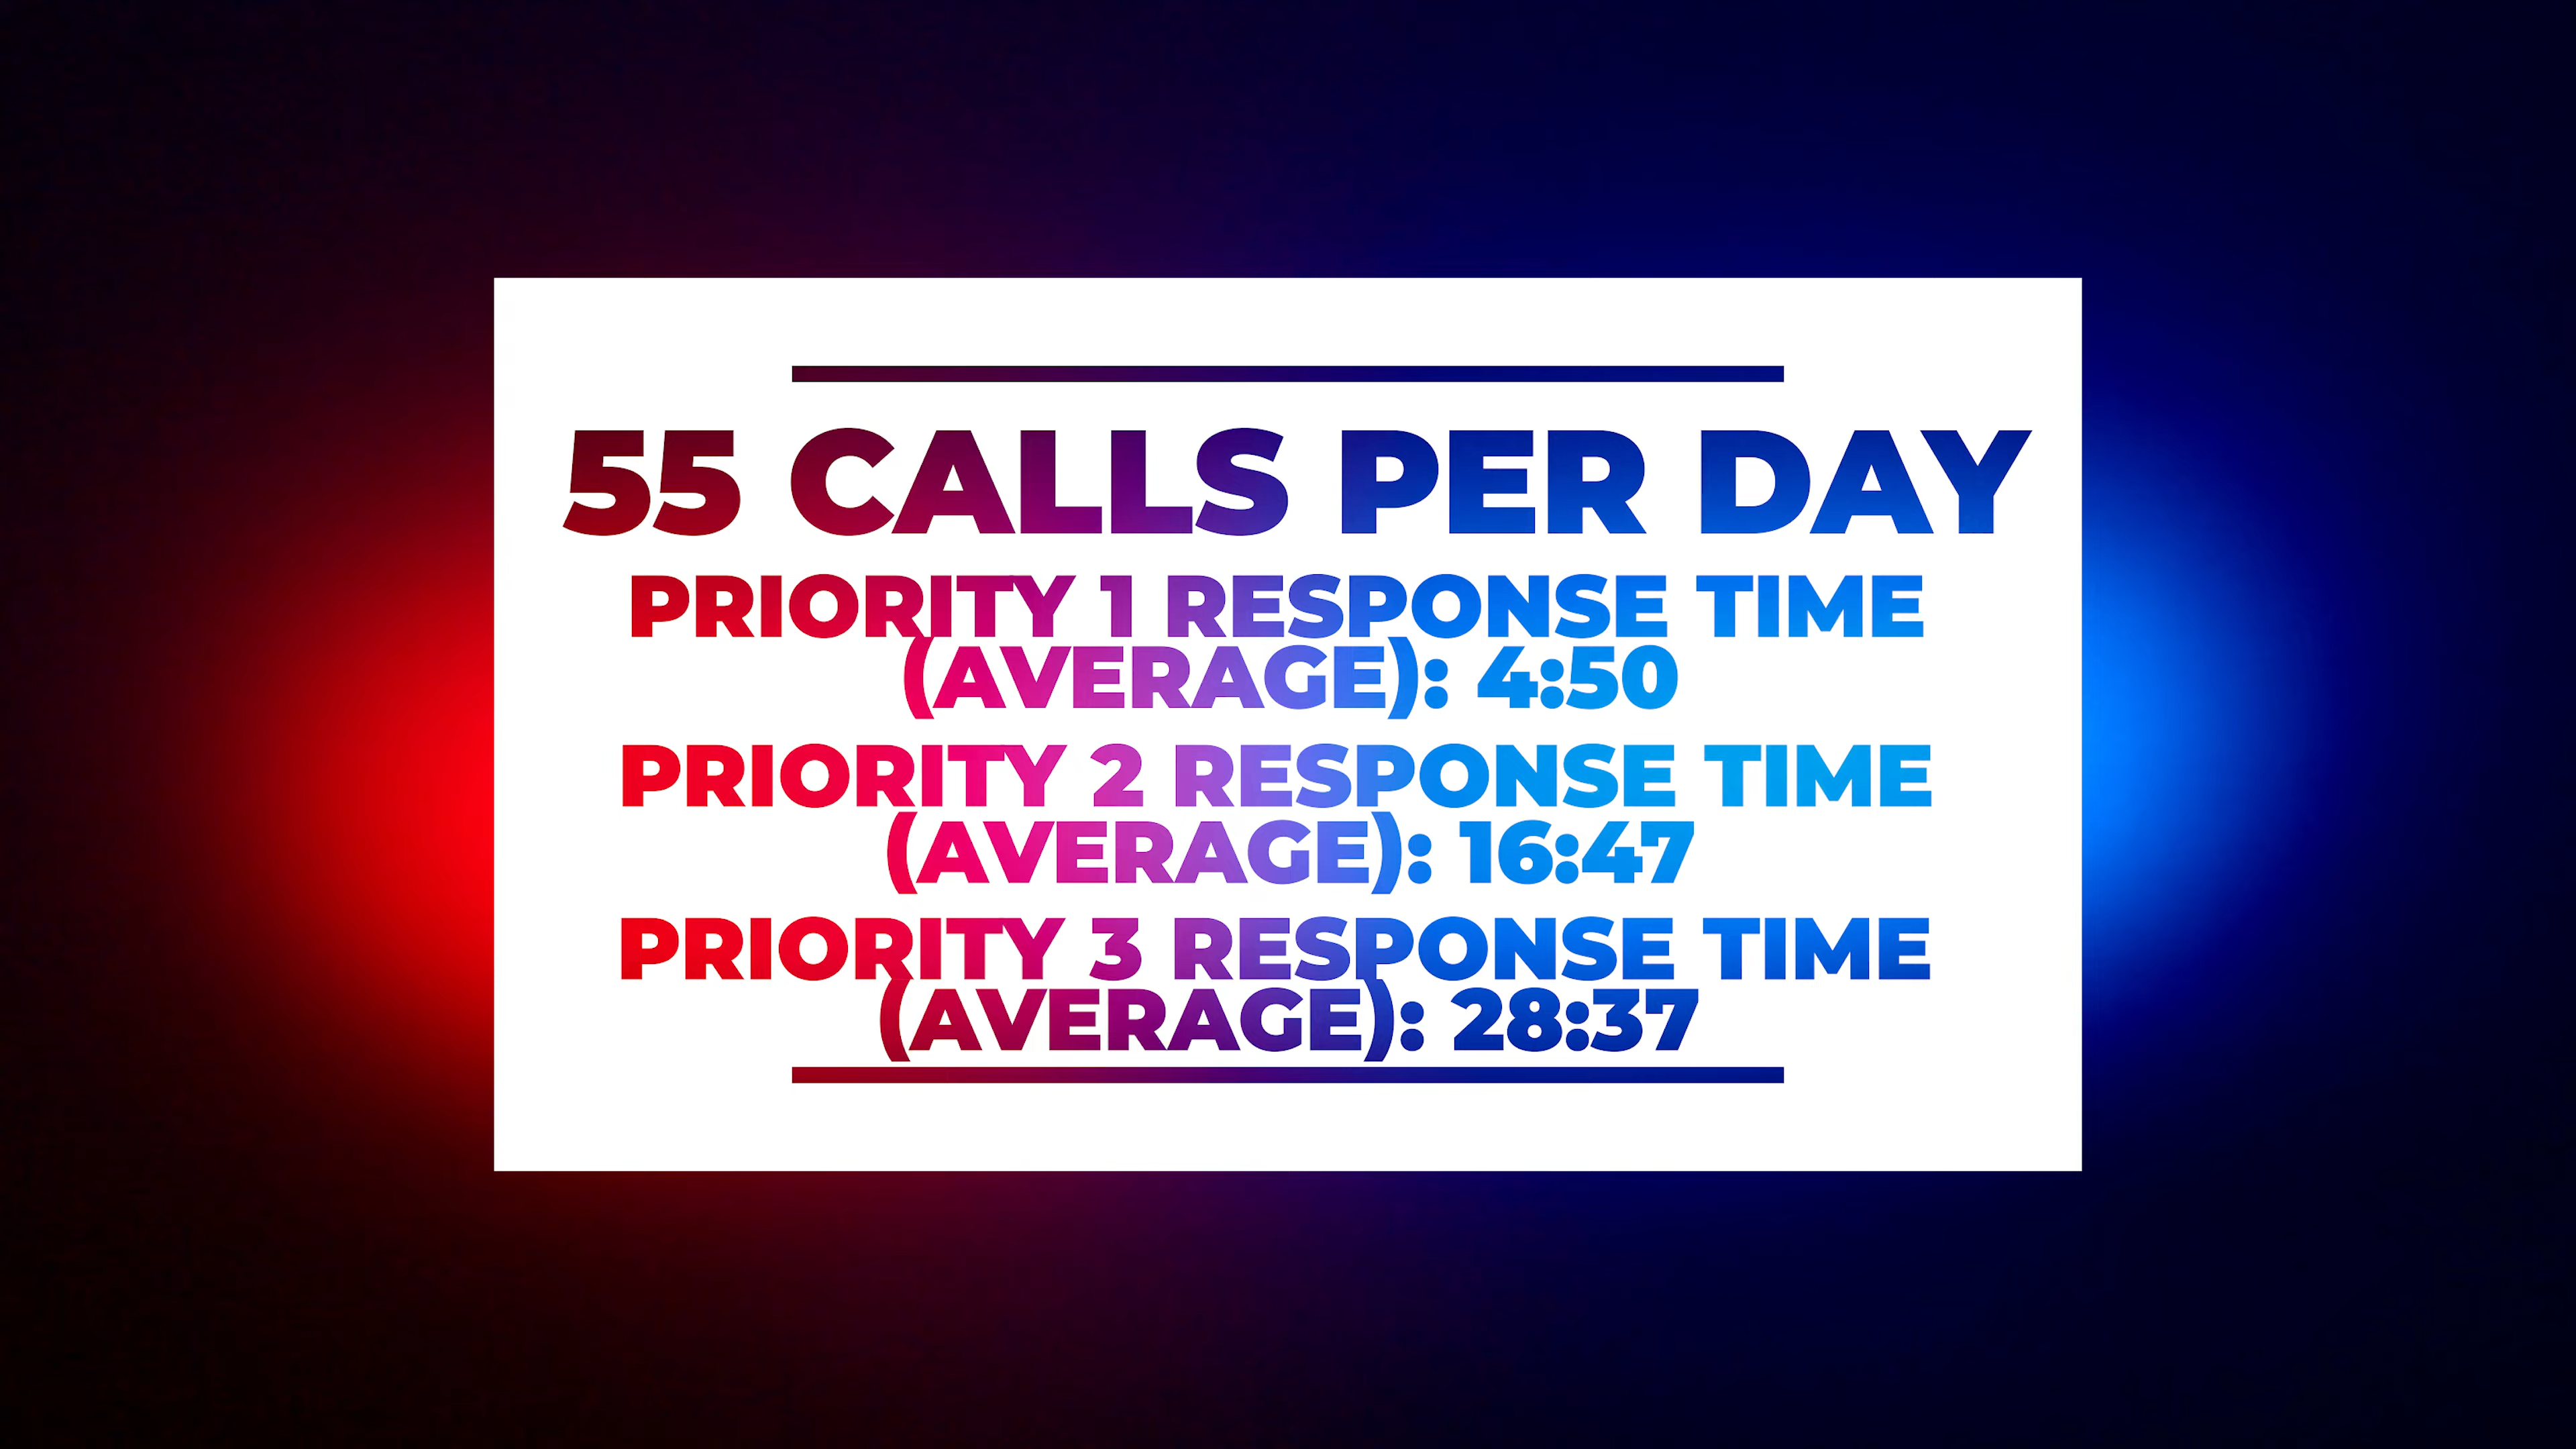 55 CALLS PER DAY
PRIORITY 1 RESPONSE TIME
(AVERAGE): 4:50
PRIORITY 2 RESPONSE TIME
(AVERAGE): 16:47
PRIORITY 3 RESPONSE TIME
(AVERAGE): 28:37